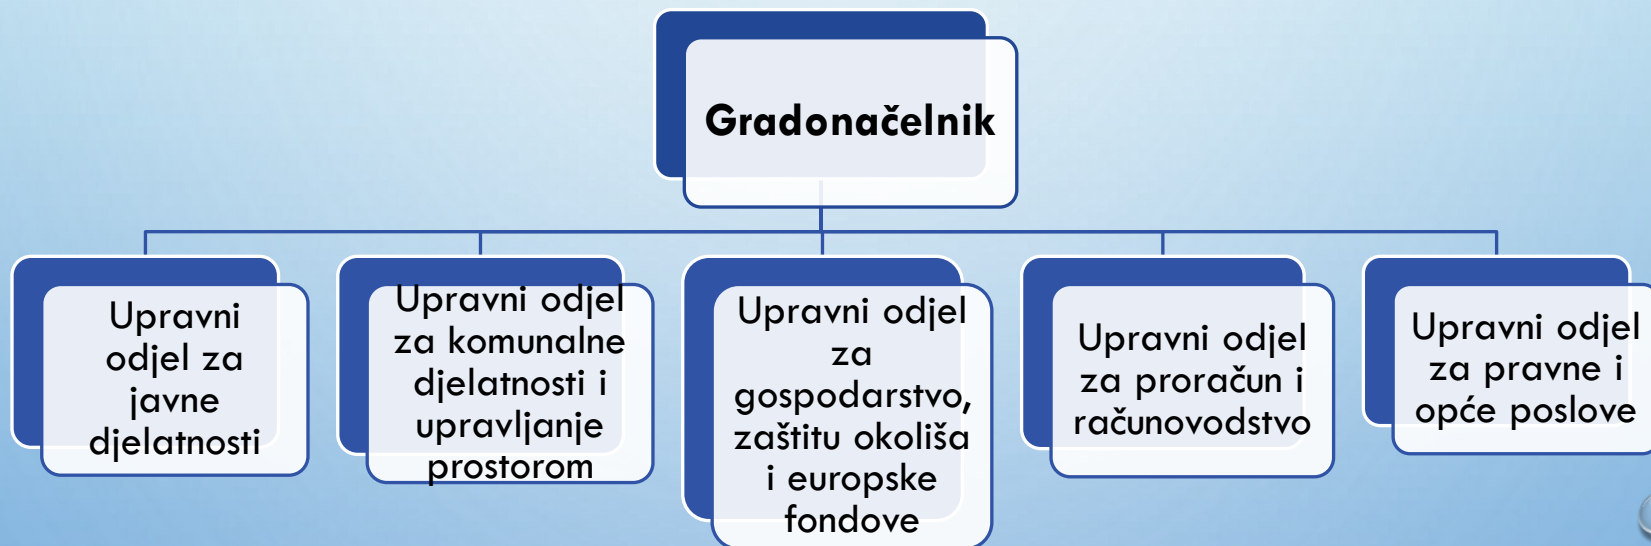 Gradonačelnik
Upravni
odjel za
javne
djelatnosti
Upravni odjel
za komunalne
djelatnosti i
upravljanje
prostorom
Upravni odjel
za
gospodarstvo,
zaštitu okoliša
i europske
fondove
Upravni odjel
za proračun i
računovodstvo
Upravni odjel
za pravne i
opće poslove